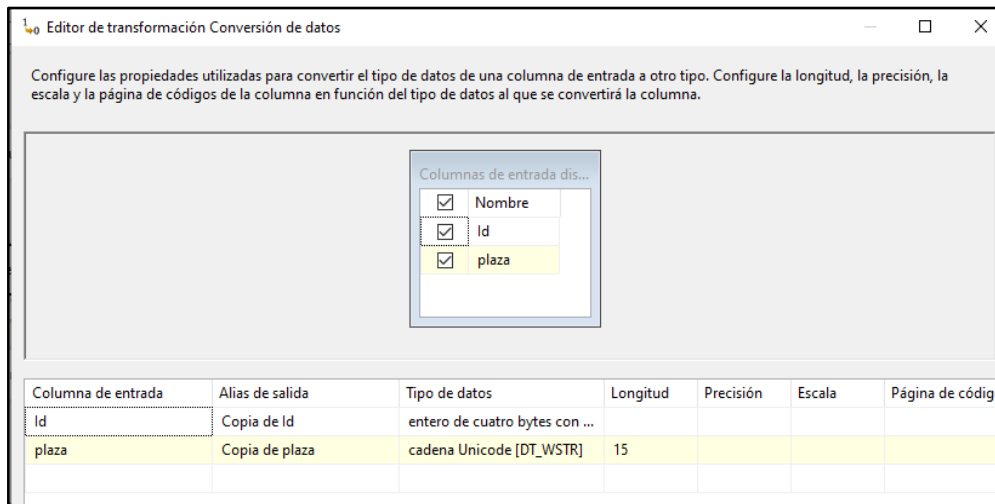 Editor de transformación Conversión de datos
Configure las propiedades utilizadas para convertir el tipo de datos de una columna de entrada a otro tipo. Configure la longitud, la precisión, la
escala y la página de códigos de la columna en función del tipo de datos al que se convertirá la columna.
Columnas de entrada dis...
Nombre
Id
plaza
Columna de entrada Alias de salida Tipo de datos Longitud Precisión Escala Página de códig
Id Copia de Id entero de cuatro bytes con ...
plaza Copia de plaza cadena Unicode [DT_WSTR] 15